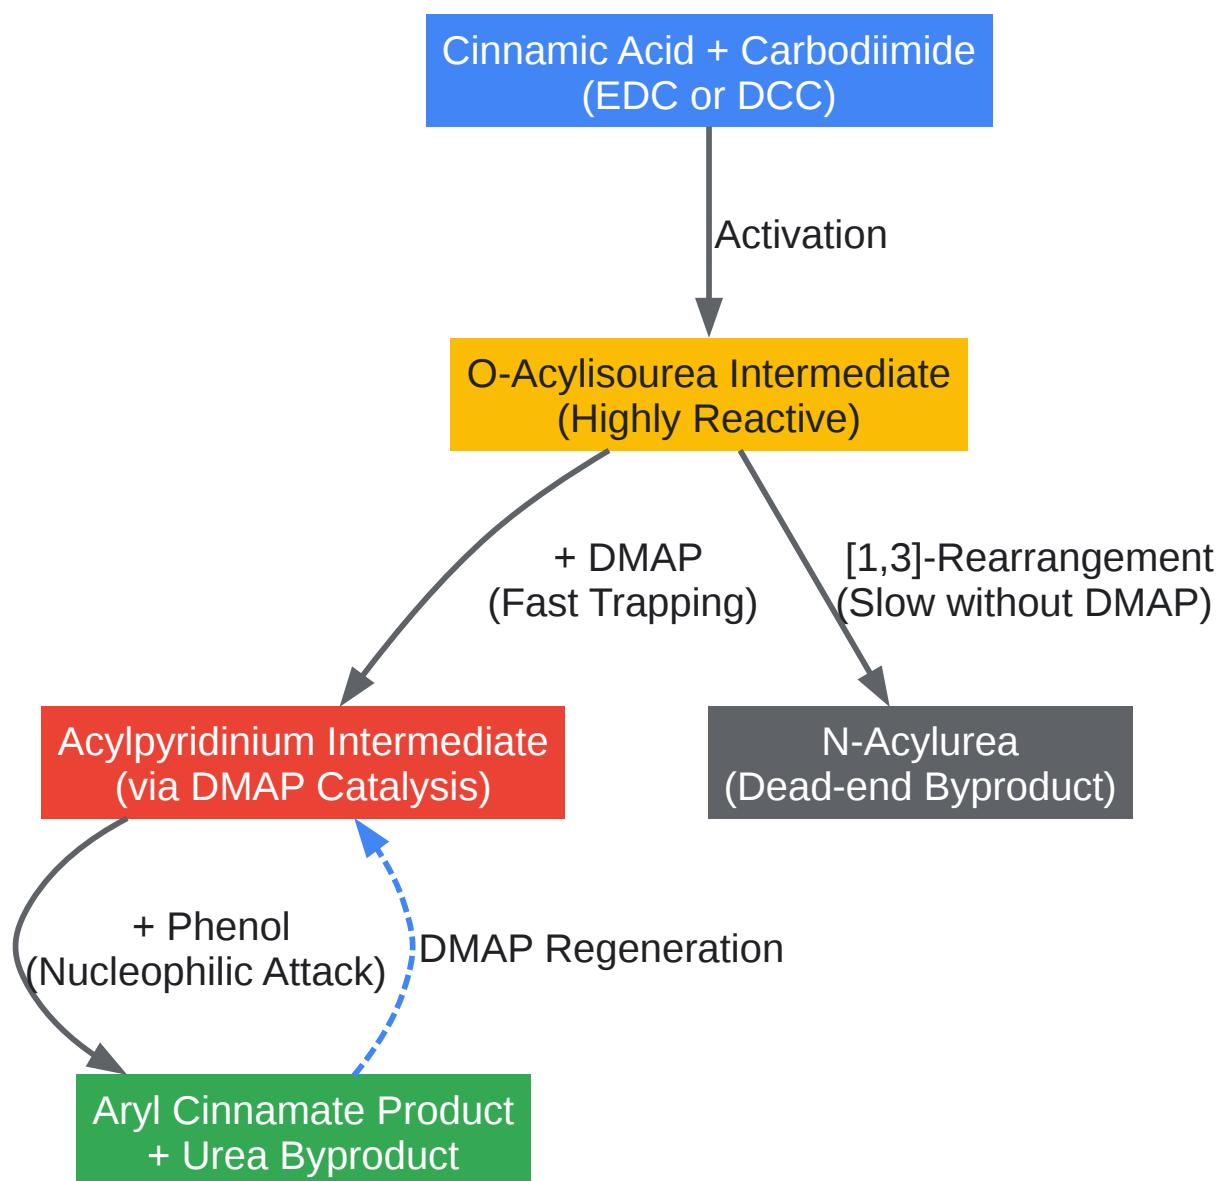 Cinnamic Acid + Carbodiimide
(EDC or DCC)
Activation
O-Acylisourea Intermediate
(Highly Reactive)
+ DMAP
(Fast Trapping)
[1,3]-Rearrangement
(Slow without DMAP)
Acylpyridinium Intermediate
(via DMAP Catalysis)
N-Acylurea
(Dead-end Byproduct)
+ Phenol
(Nucleophilic Attack)
DMAP Regeneration
Aryl Cinnamate Product
+ Urea Byproduct